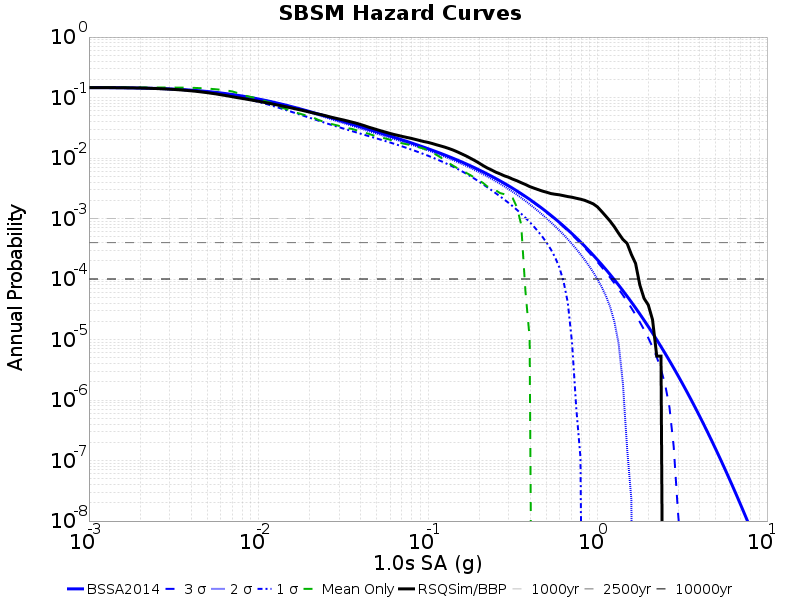 SBSM Hazard Curves
10^0
10^-1
10^-2
10^-3
10^-4
10^-5
10^-6
10^-7
10^-8
Annual Probability
10^-3 10^-2 10^-1 10^0 10^1
1.0s SA (g)
BSSA2014 3 σ 2 σ 1 σ Mean Only RSQSim/BBP 1000yr 2500yr 10000yr